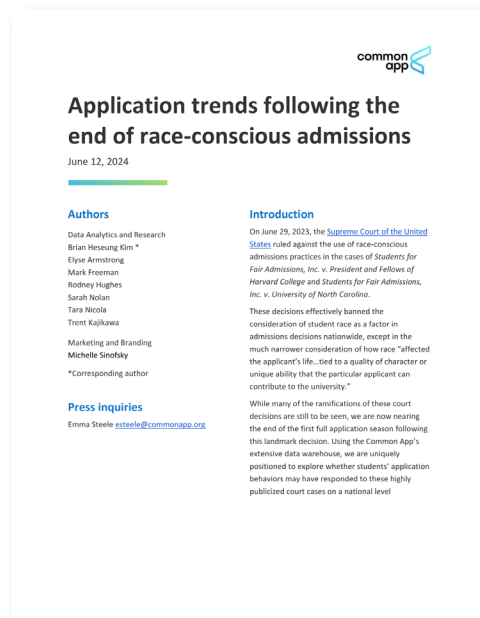 common
app
Application trends following the
end of race-conscious admissions
June 12, 2024
Authors
Data Analytics and Research
Brian Heseung Kim *
Elyse Armstrong
Mark Freeman
Rodney Hughes
Sarah Nolan
Tara Nicola
Trent Kajikawa
Marketing and Branding
Michelle Sinofsky
*Corresponding author
Press inquiries
Emma Steele esteele@commonapp.org
Introduction
On June 29, 2023, the Supreme Court of the United
States ruled against the use of race-conscious
admissions practices in the cases of Students for
Fair Admissions, Inc. v. President and Fellows of
Harvard College and Students for Fair Admissions,
Inc. v. University of North Carolina.
These decisions effectively banned the
consideration of student race as a factor in
admissions decisions nationwide, except in the
much narrower consideration of how race “affected
the applicant’s life…tied to a quality of character or
unique ability that the particular applicant can
contribute to the university.”
While many of the ramifications of these court
decisions are still to be seen, we are now nearing
the end of the first full application season following
this landmark decision. Using the Common App’s
extensive data warehouse, we are uniquely
positioned to explore whether students’ application
behaviors may have responded to these highly
publicized court cases on a national level